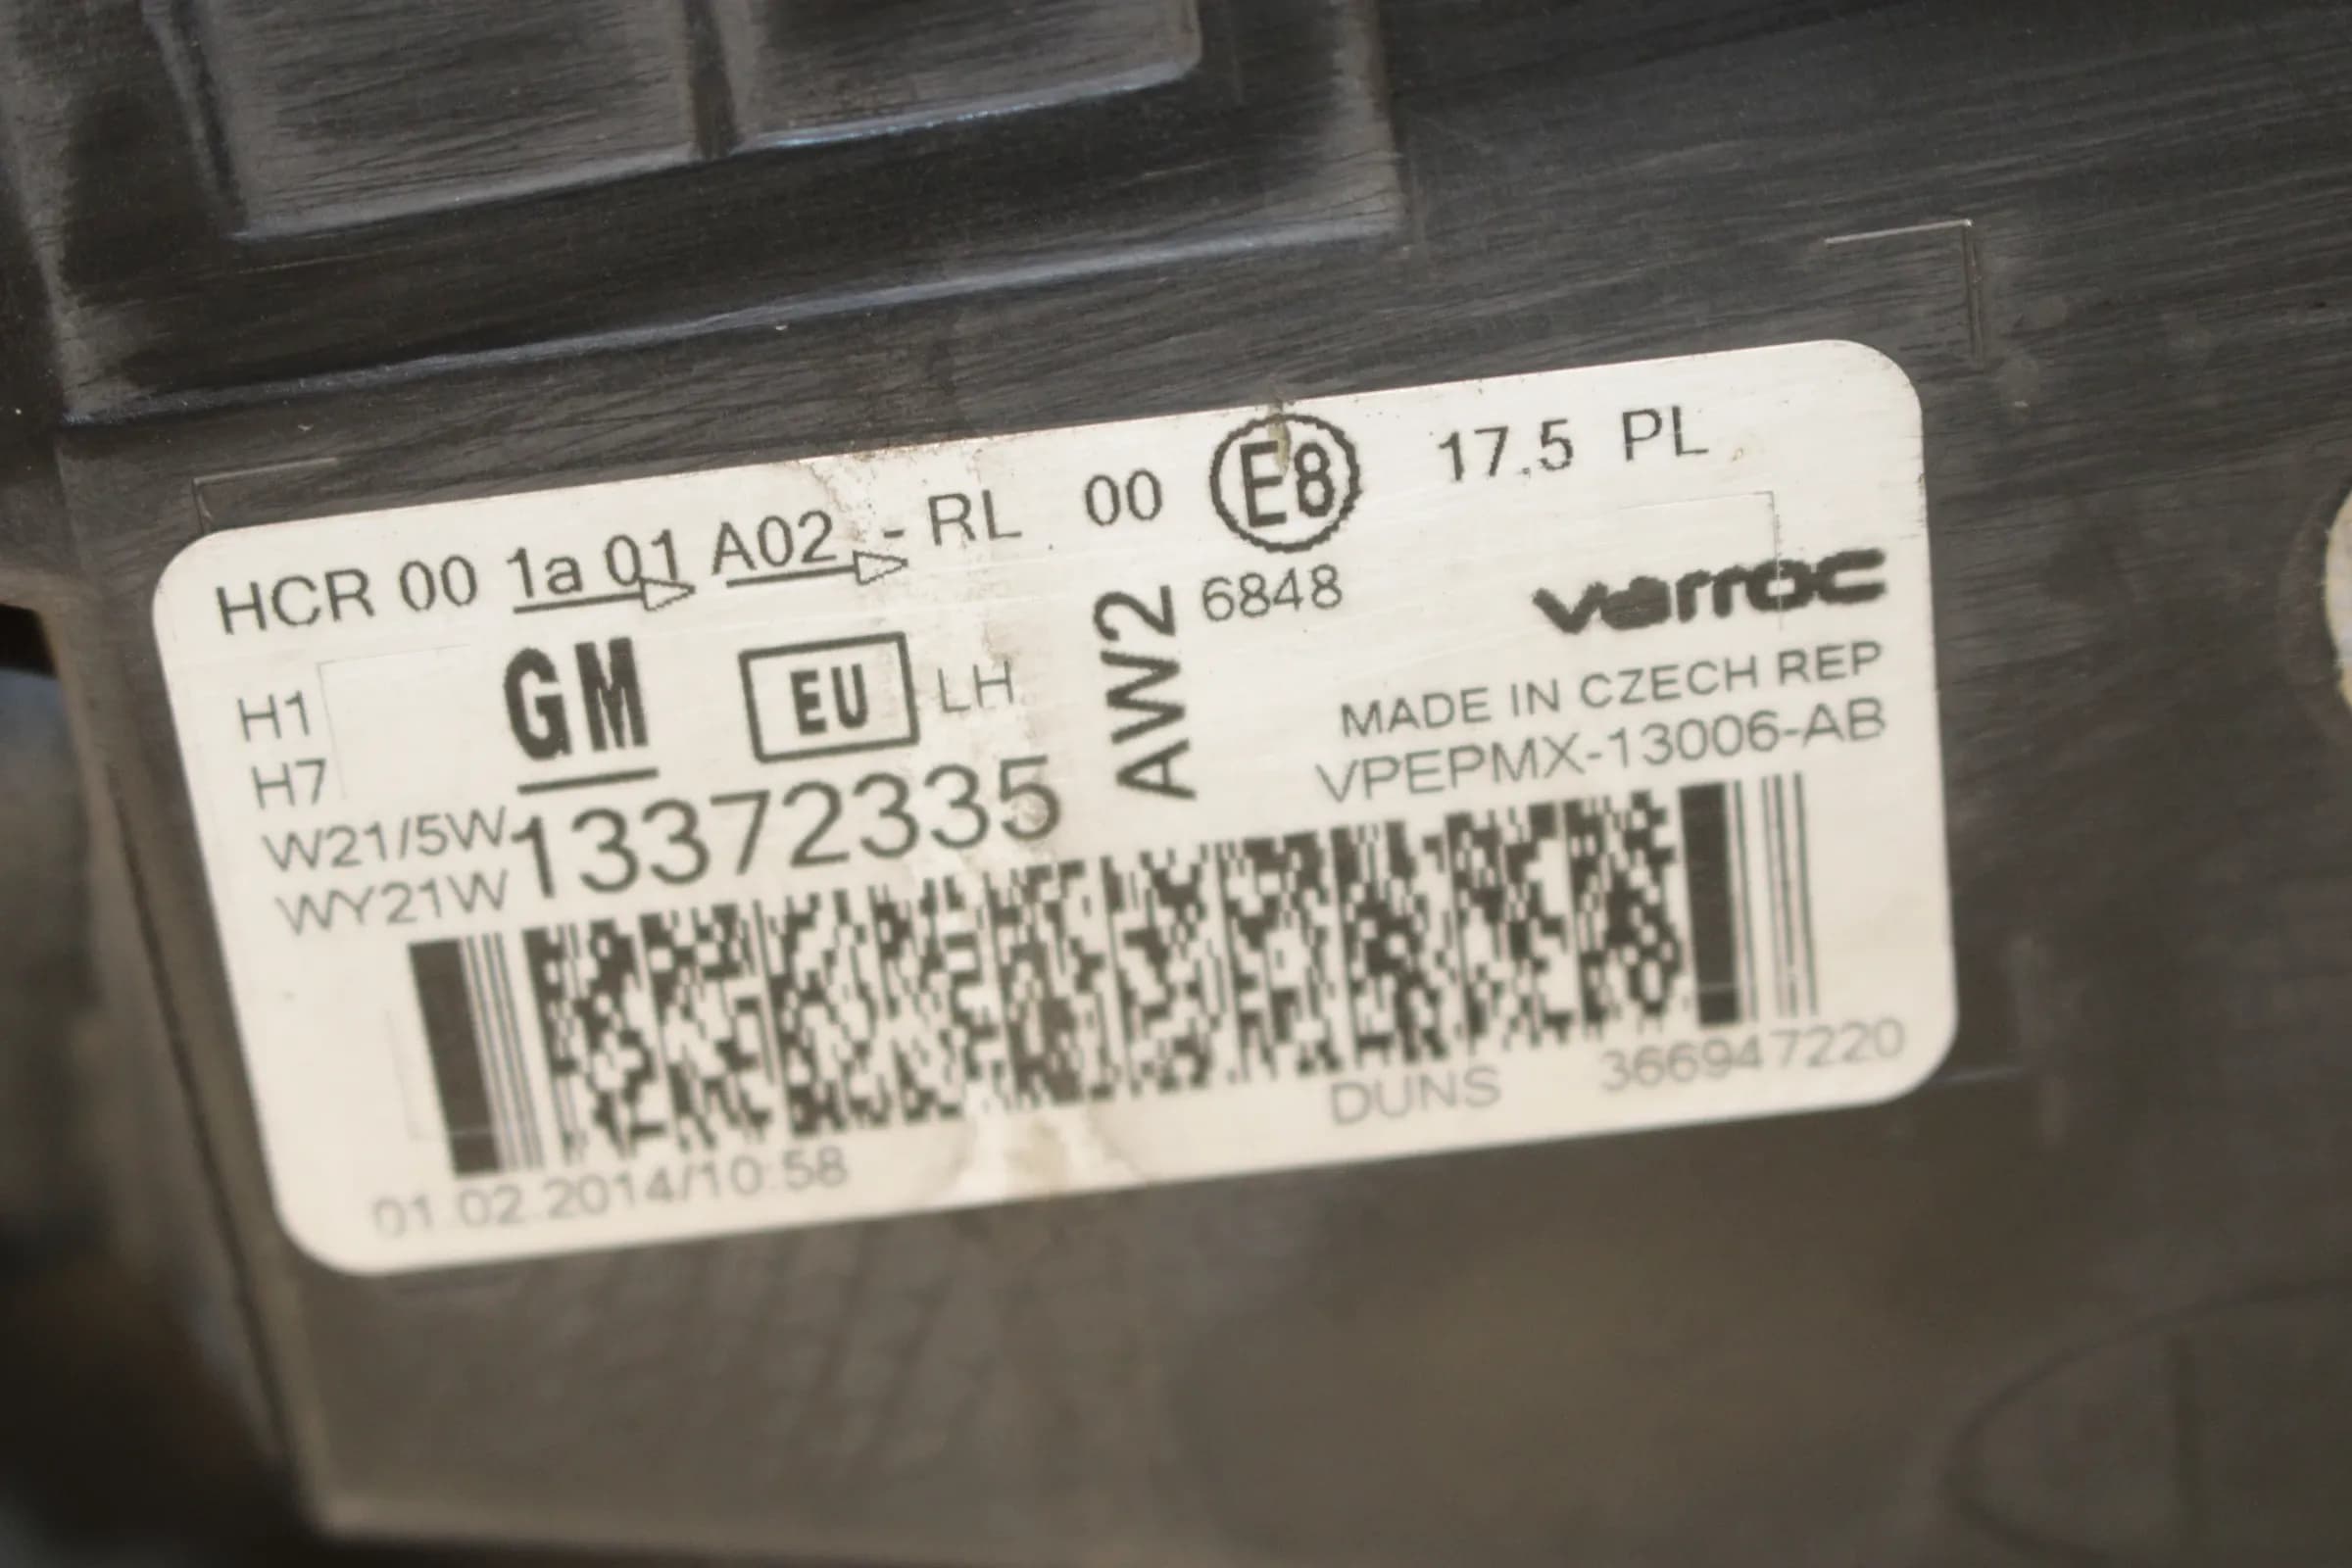 HCR 00 1a 01 A02 - RL 00 E8 17.5 PL
6848
varroc
H1
H7
W21/5W
WY21W
GM
EU LH
13372335
AW2
MADE IN CZECH REP
VPEPMX-13006-AB
DUNS 366947220
01.02.2014/10:58